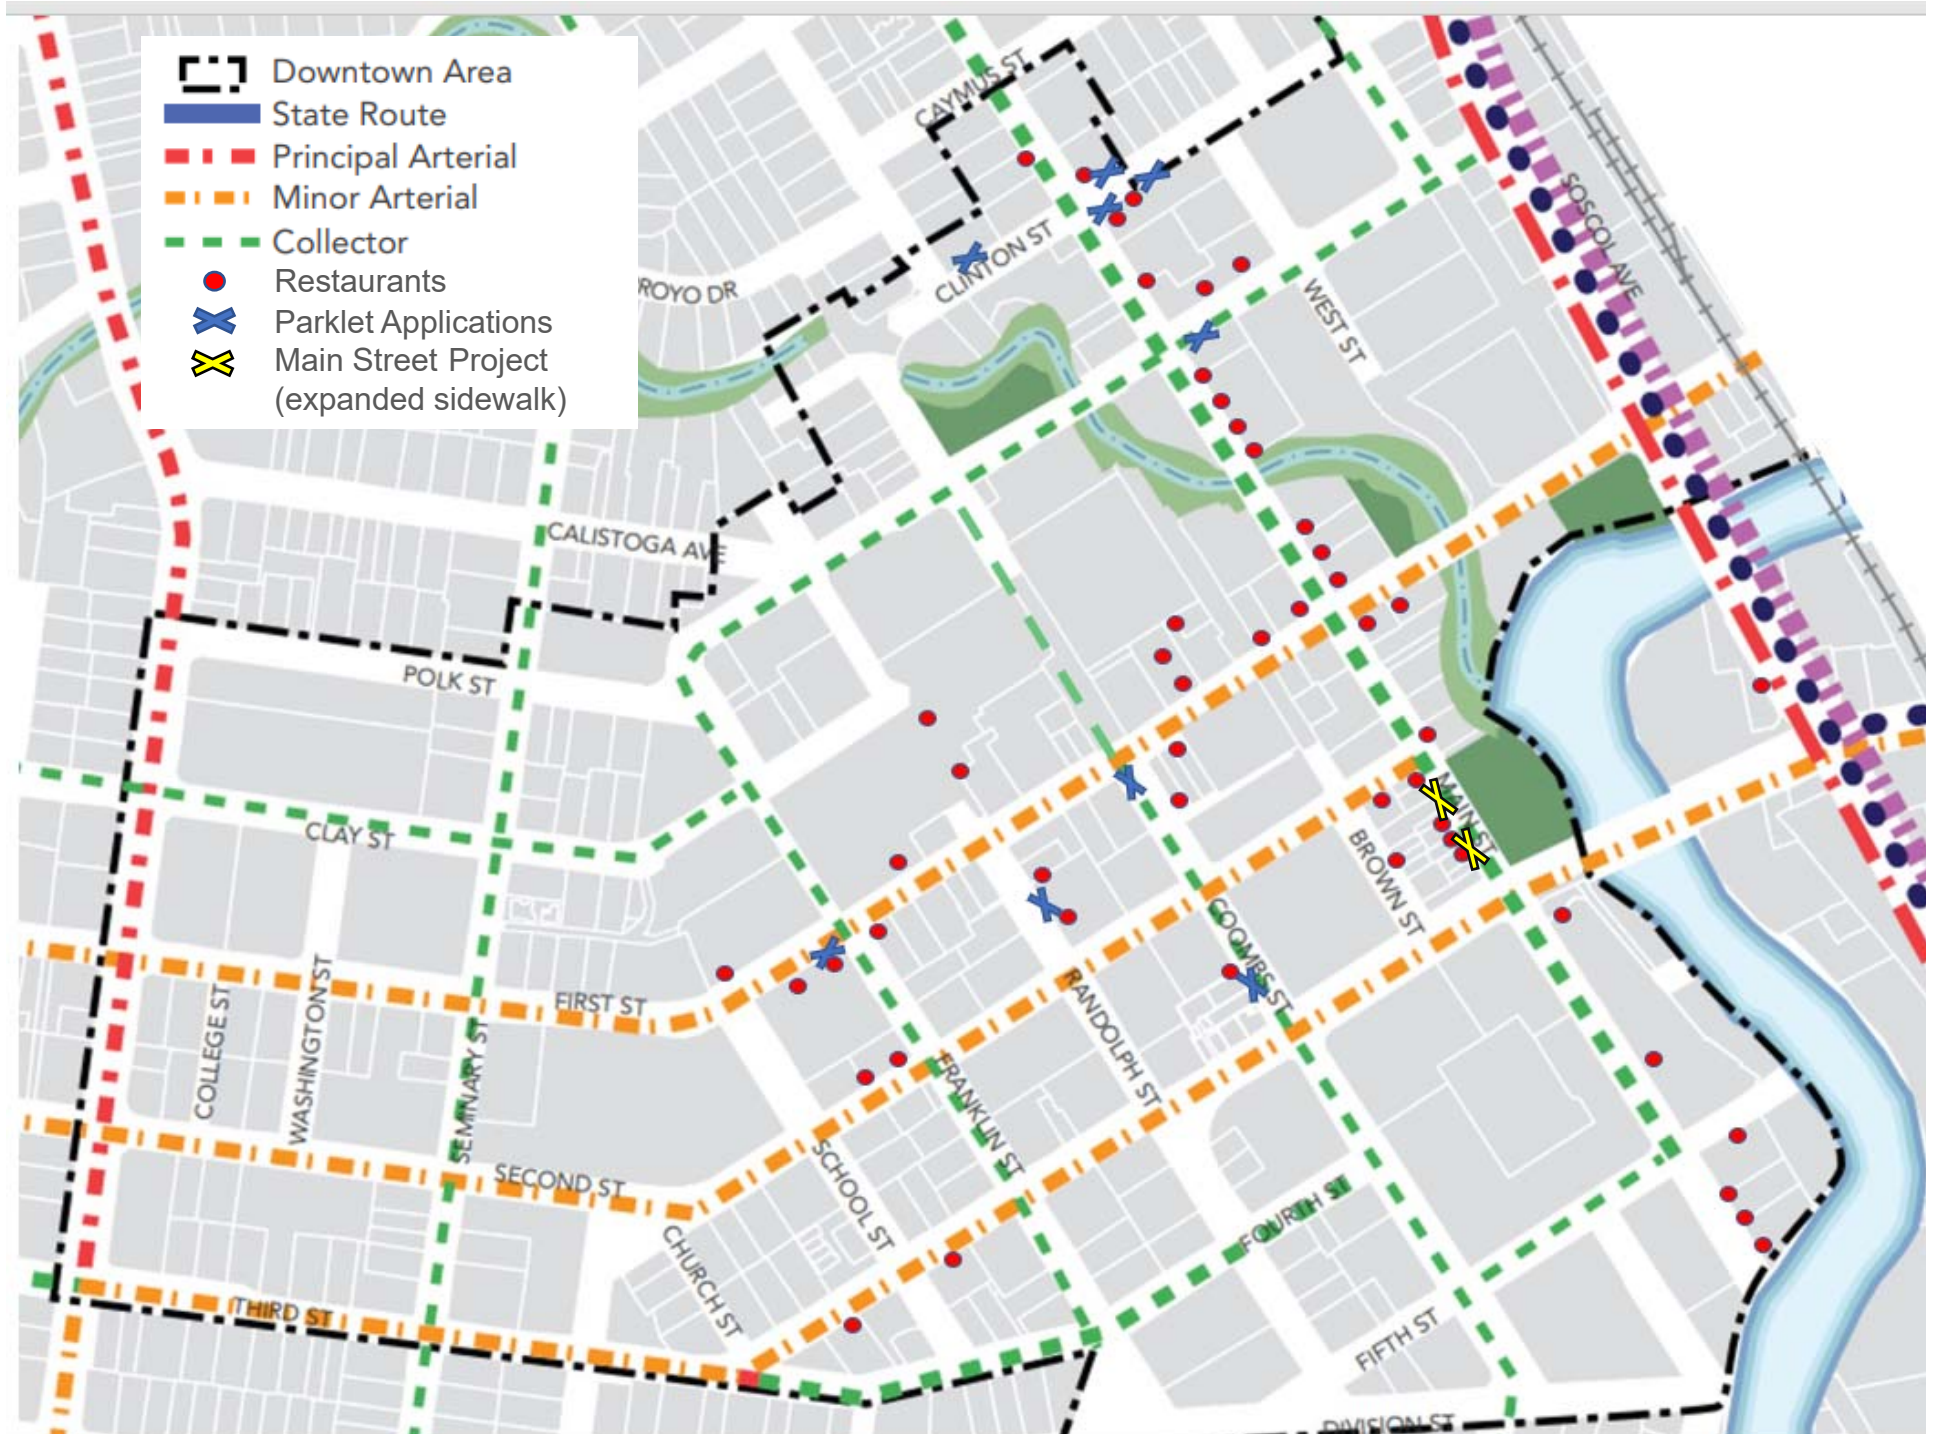 Downtown Area
State Route
Principal Arterial
Minor Arterial
Collector
Restaurants
Parklet Applications
Main Street Project
(expanded sidewalk)
CAYMUS ST
CLINTON ST
ROYO DR
WEST ST
SOSCOL AVE
CALISTOGA AVE
POLK ST
CLAY ST
MAIN ST
BROWN ST
COOMBS ST
RANDOLPH ST
FIRST ST
COLLEGE ST
WASHINGTON ST
SEMINARY ST
FRANKLIN ST
SECOND ST
SCHOOL ST
CHURCH ST
FOURTH ST
THIRD ST
FIFTH ST
DIVISION ST